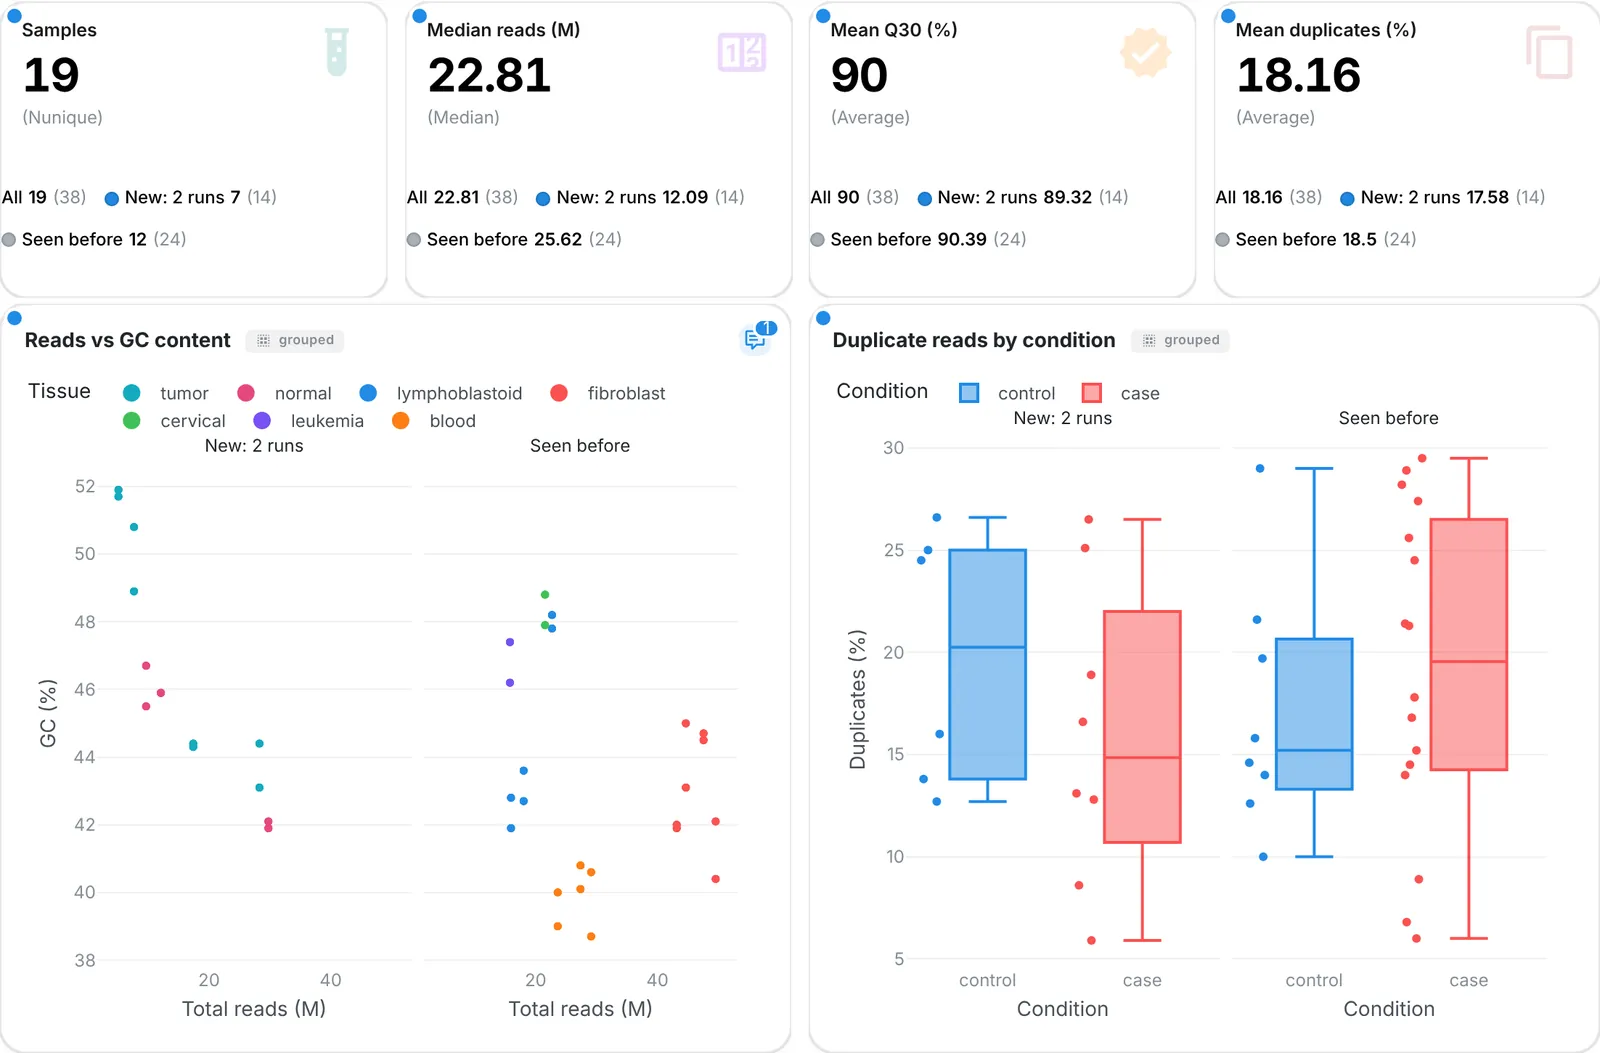 Samples
19
(Nunique)
All 19 (38) New: 2 runs 7 (14)
Seen before 12 (24)
Median reads (M)
22.81
(Median)
All 22.81 (38) New: 2 runs 12.09 (14)
Seen before 25.62 (24)
Mean Q30 (%)
90
(Average)
All 90 (38) New: 2 runs 89.32 (14)
Seen before 90.39 (24)
Mean duplicates (%)
18.16
(Average)
All 18.16 (38) New: 2 runs 17.58 (14)
Seen before 18.5 (24)
Reads vs GC content grouped
1
Tissue tumor normal lymphoblastoid fibroblast
cervical leukemia blood
New: 2 runs Seen before
52
50
48
46
44
42
40
38
GC (%)
20 40 20 40
Total reads (M) Total reads (M)
Duplicate reads by condition grouped
Condition control case
New: 2 runs Seen before
30
25
20
15
10
5
Duplicates (%)
control case control case
Condition Condition